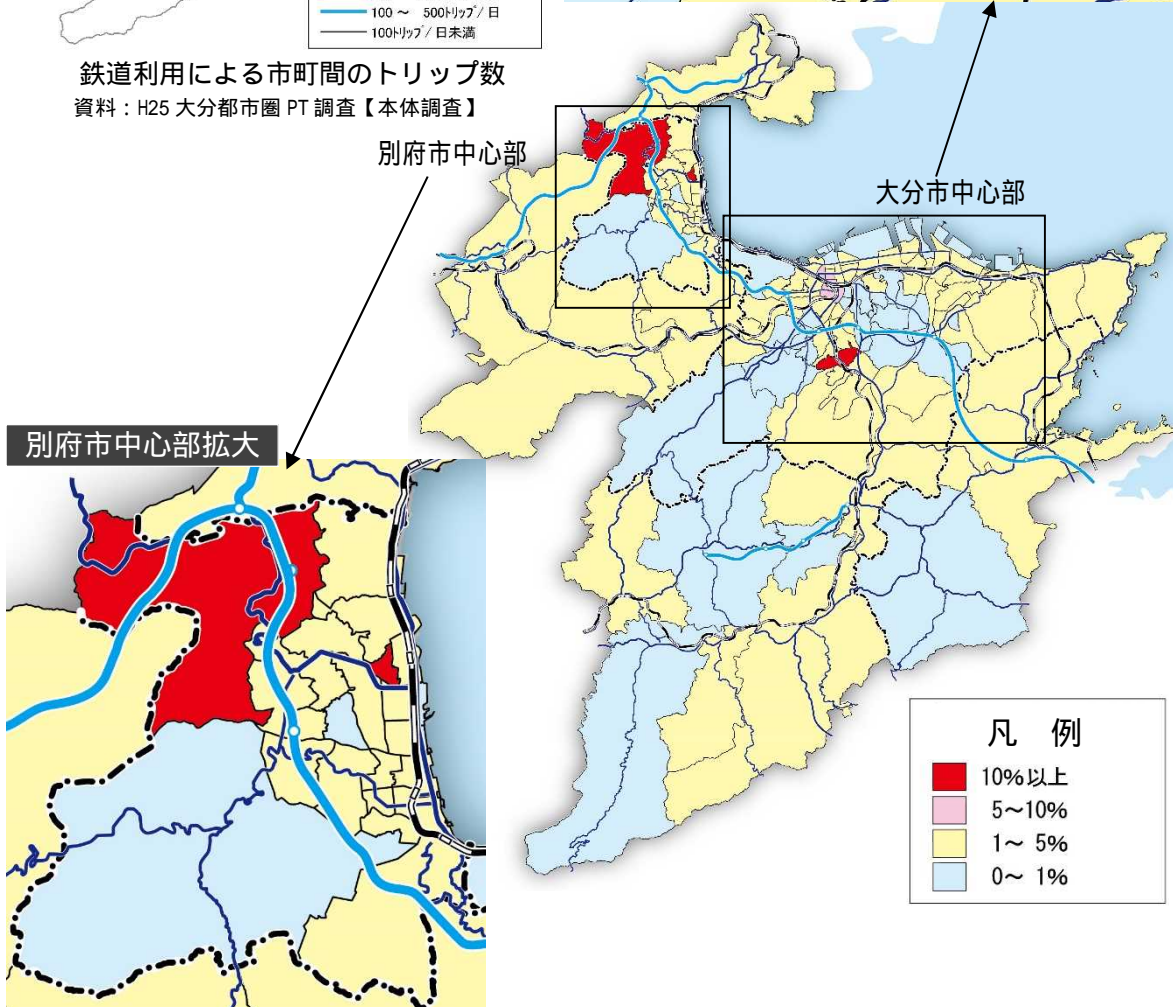 100 ~ 500トリップ/日
100トリップ/日未満
鉄道利用による市町間のトリップ数
資料：H25 大分都市圏 PT 調査【本体調査】
別府市中心部
大分市中心部
別府市中心部拡大
凡 例
10%以上
5～10%
1～ 5%
0～ 1%